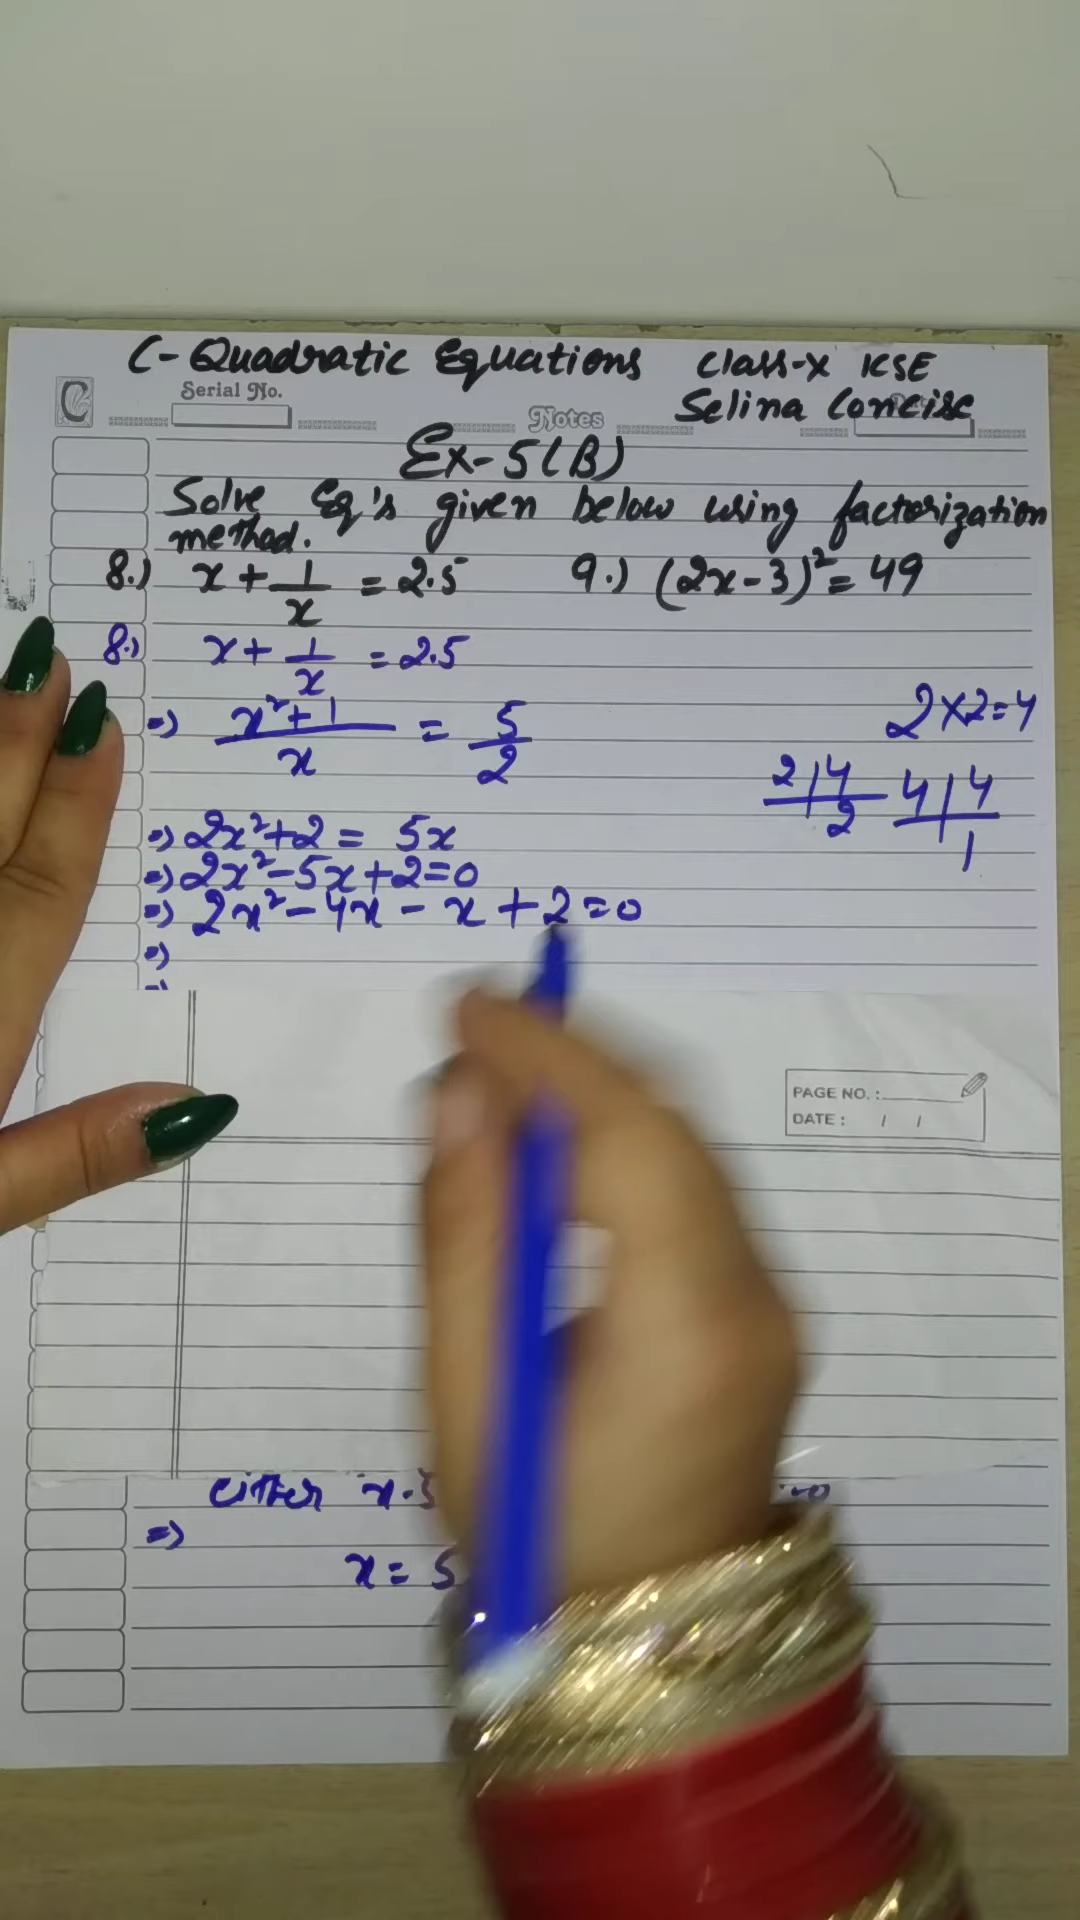 C- Quadratic Equations Class-X ICSE
Serial No.
Selina Concise
Notes
Ex-5(B)
Solve Eq's given below using factorization
method.
8.) x + 1/x = 2.5 9.) (2x-3)² = 49
8.) x + 1/x = 2.5
=) x²+1/x = 5/2
2×2=4
2|4 4|4
2 1
=) 2x²+2 = 5x
=) 2x²-5x+2=0
=) 2x²-4x-x+2=0
=)
PAGE NO. :
DATE : / /
either x-5
=)
x = 5